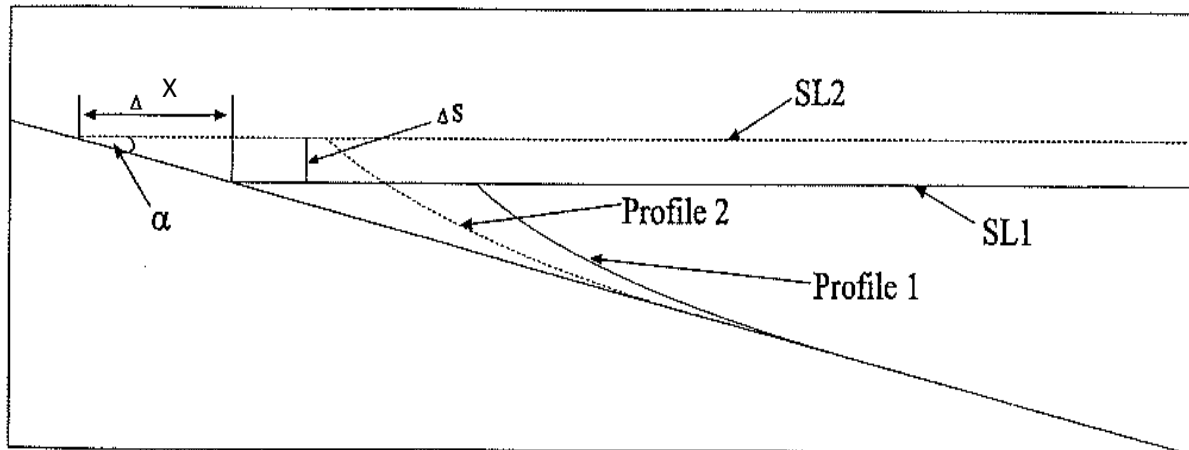 Δ X
ΔS
SL2
α
Profile 2
SL1
Profile 1